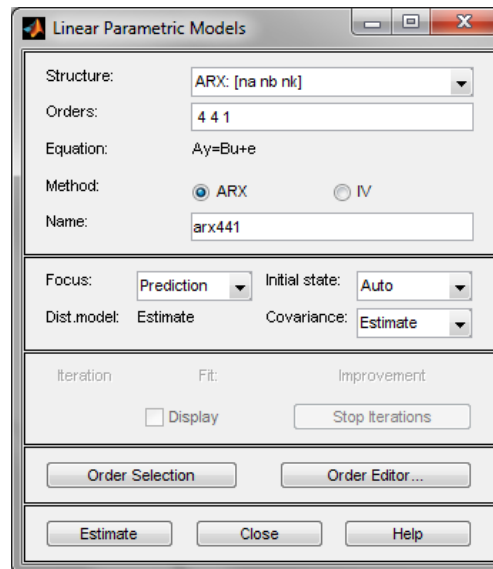 Linear Parametric Models
Structure: ARX: [na nb nk]
Orders: 4 4 1
Equation: Ay=Bu+e
Method: ARX IV
Name: arx441
Focus: Prediction Initial state: Auto
Dist.model: Estimate Covariance: Estimate
Iteration Fit: Improvement
Display Stop Iterations
Order Selection Order Editor...
Estimate Close Help